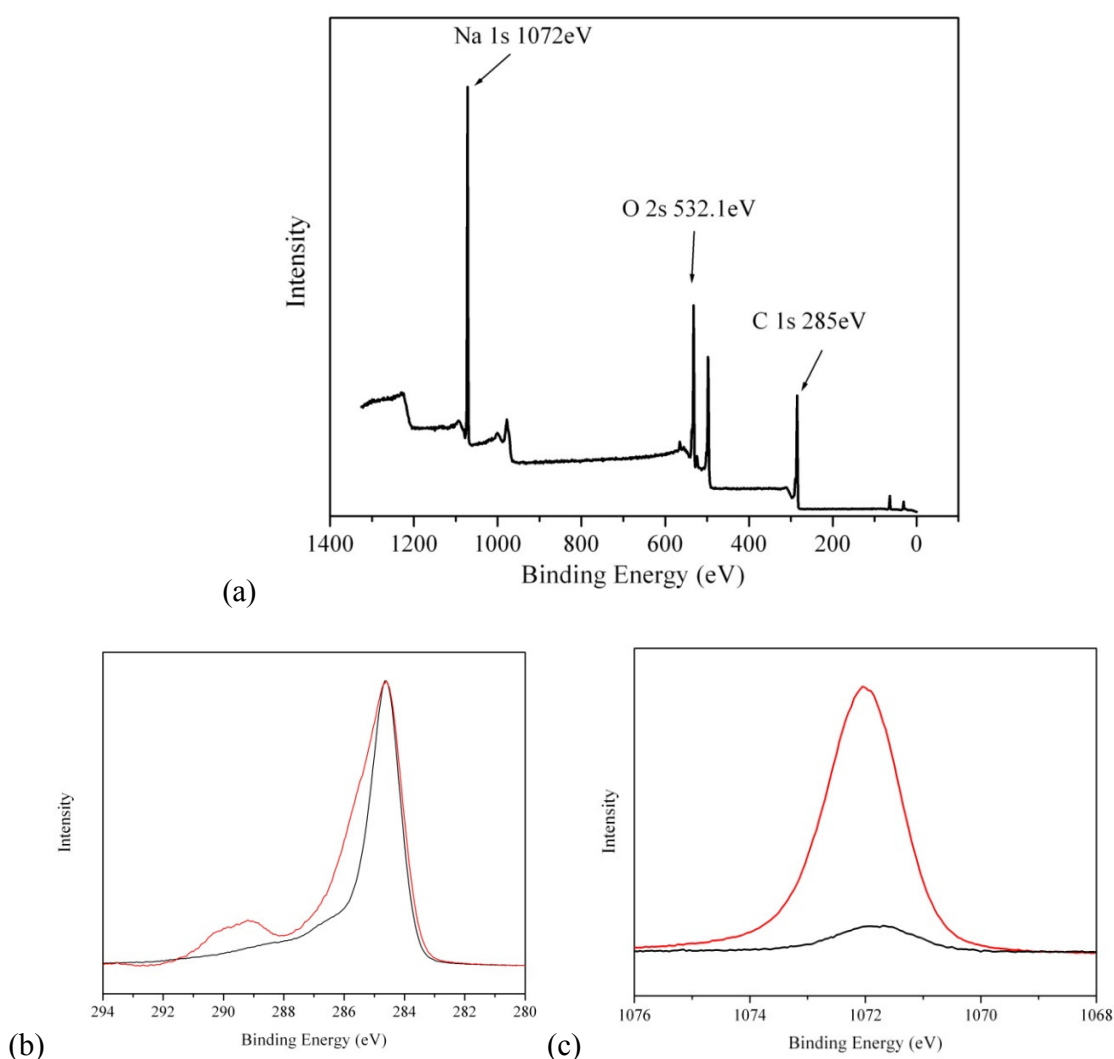 Na 1s 1072eV
O 2s 532.1eV
C 1s 285eV
Intensity
1400 1200 1000 800 600 400 200 0
Binding Energy (eV)
(a)
Intensity
294 292 290 288 286 284 282 280
Binding Energy (eV)
(b)
Intensity
1076 1074 1072 1070 1068
Binding Energy (eV)
(c)